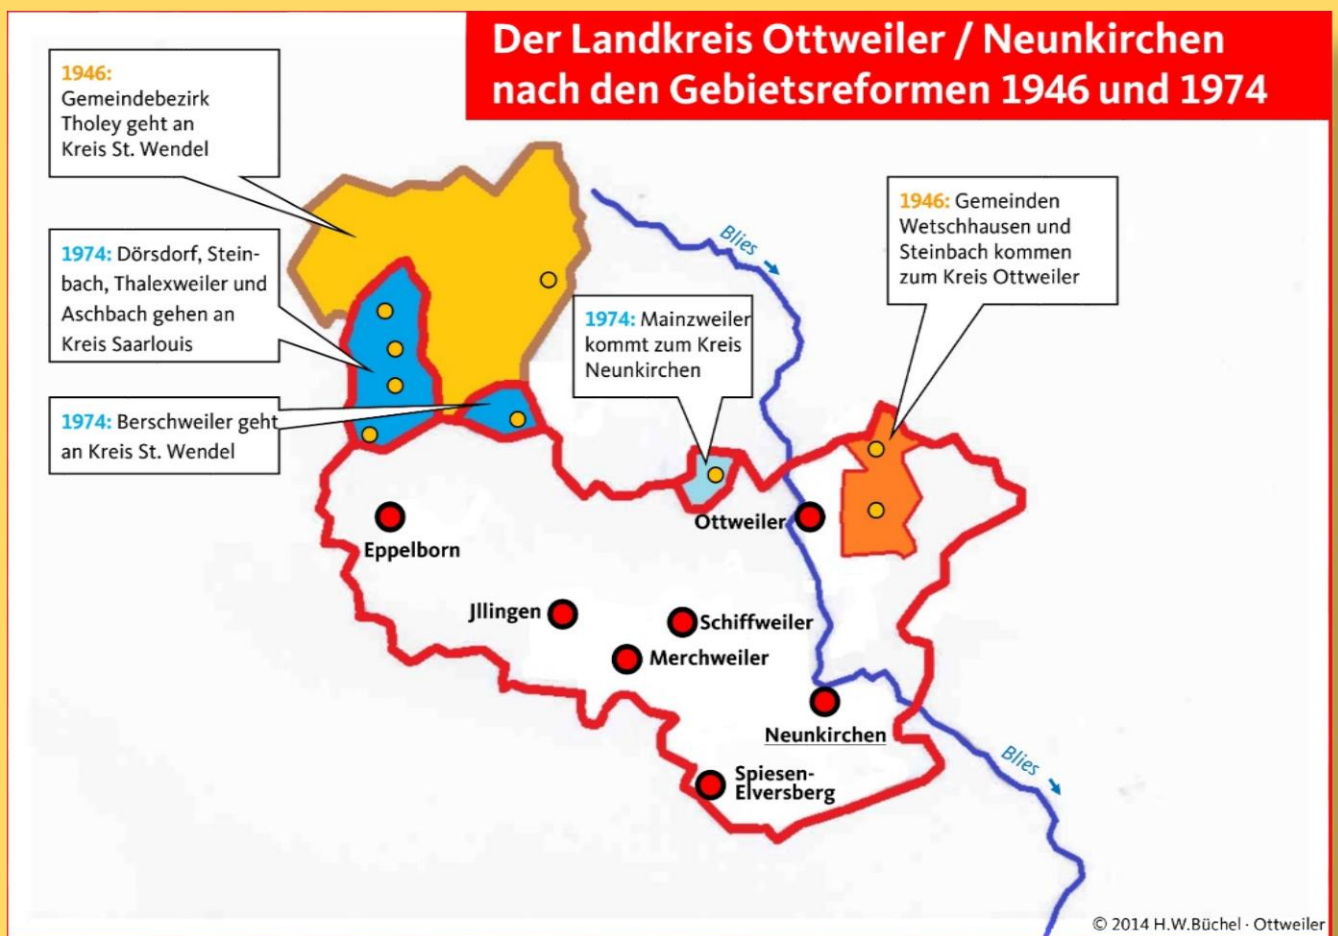 Der Landkreis Ottweiler / Neunkirchen
nach den Gebietsreformen 1946 und 1974
1946:
Gemeindebezirk
Tholey geht an
Kreis St. Wendel
1974: Dörsdorf, Stein-
bach, Thalexweiler und
Aschbach gehen an
Kreis Saarlouis
1974: Berschweiler geht
an Kreis St. Wendel
1974: Mainzweiler
kommt zum Kreis
Neunkirchen
1946: Gemeinden
Wetschhausen und
Steinbach kommen
zum Kreis Ottweiler
Blies
Ottweiler
Eppelborn
Jllingen
Schiffweiler
Merchweiler
Neunkirchen
Spiesen-
Elversberg
Blies
© 2014 H.W.Büchel · Ottweiler